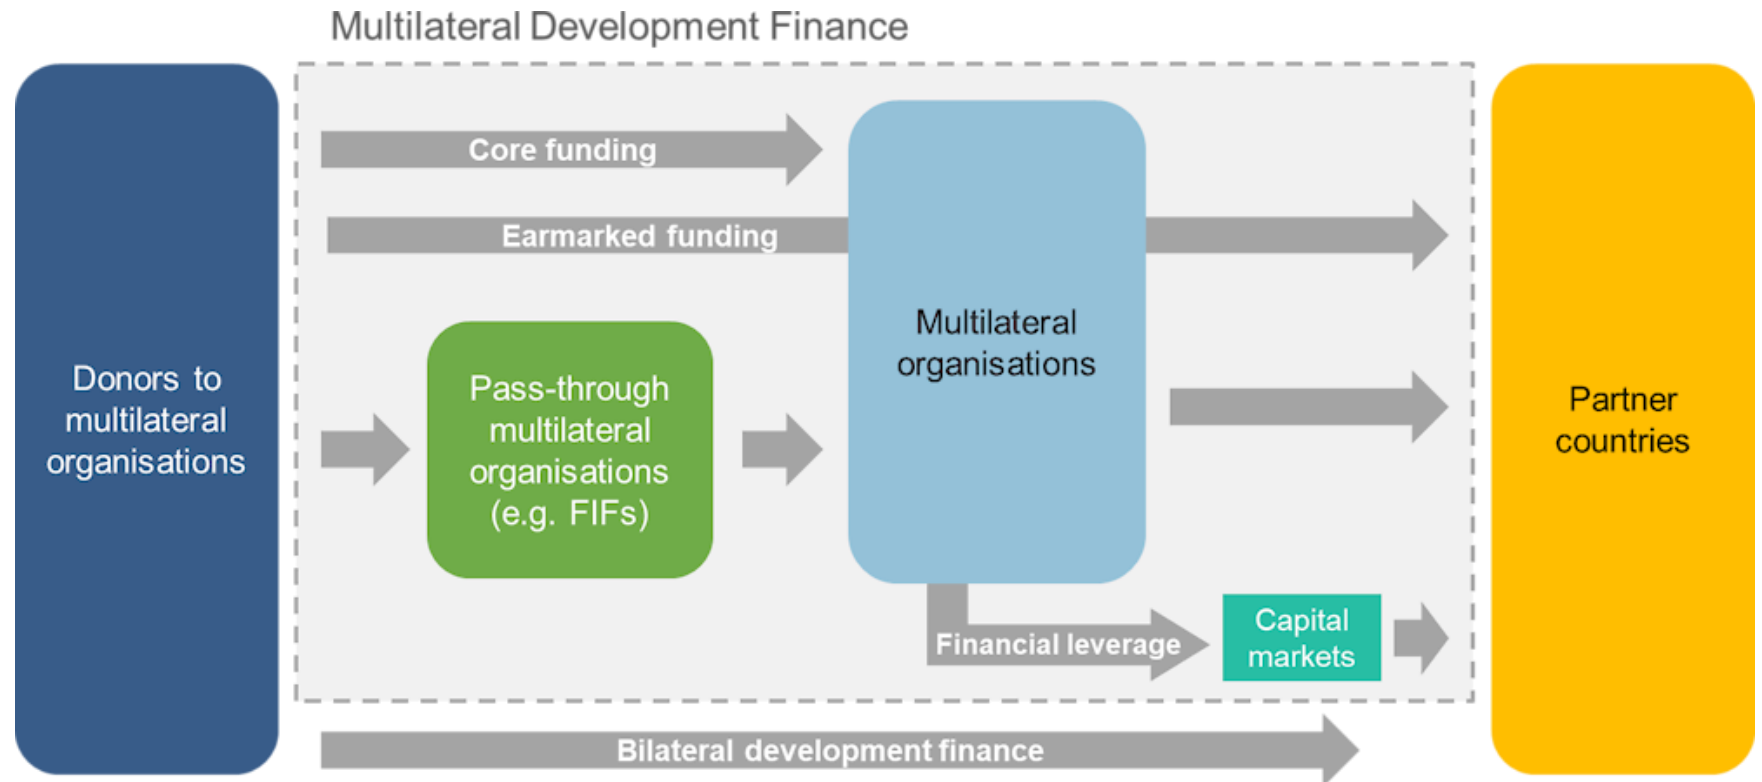 Multilateral Development Finance
Core funding
Earmarked funding
Donors to
multilateral
organisations
Pass-through
multilateral
organisations
(e.g. FIFs)
Multilateral
organisations
Partner
countries
Financial leverage
Capital
markets
Bilateral development finance